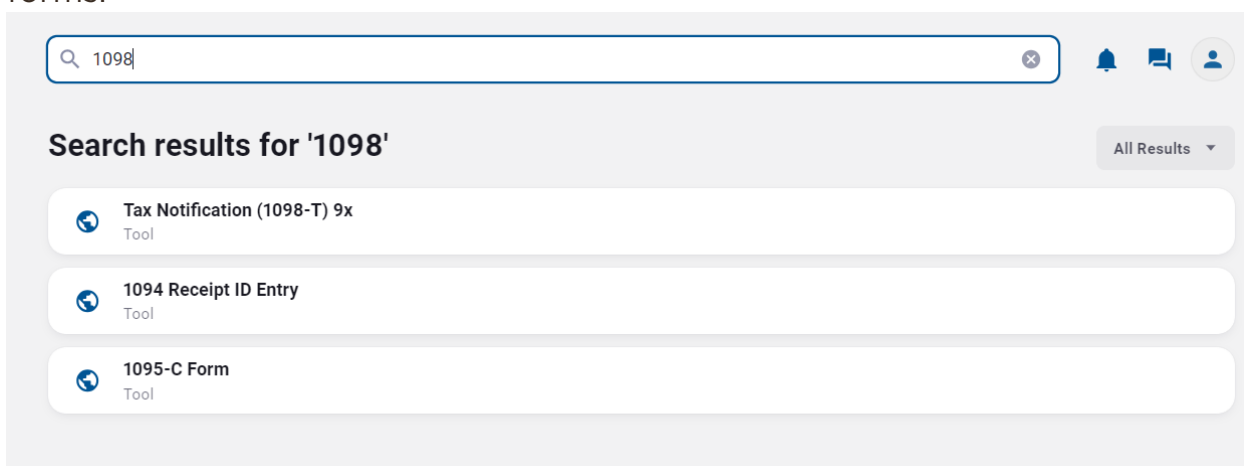 1098
Search results for '1098'
All Results
Tax Notification (1098-T) 9x
Tool
1094 Receipt ID Entry
Tool
1095-C Form
Tool